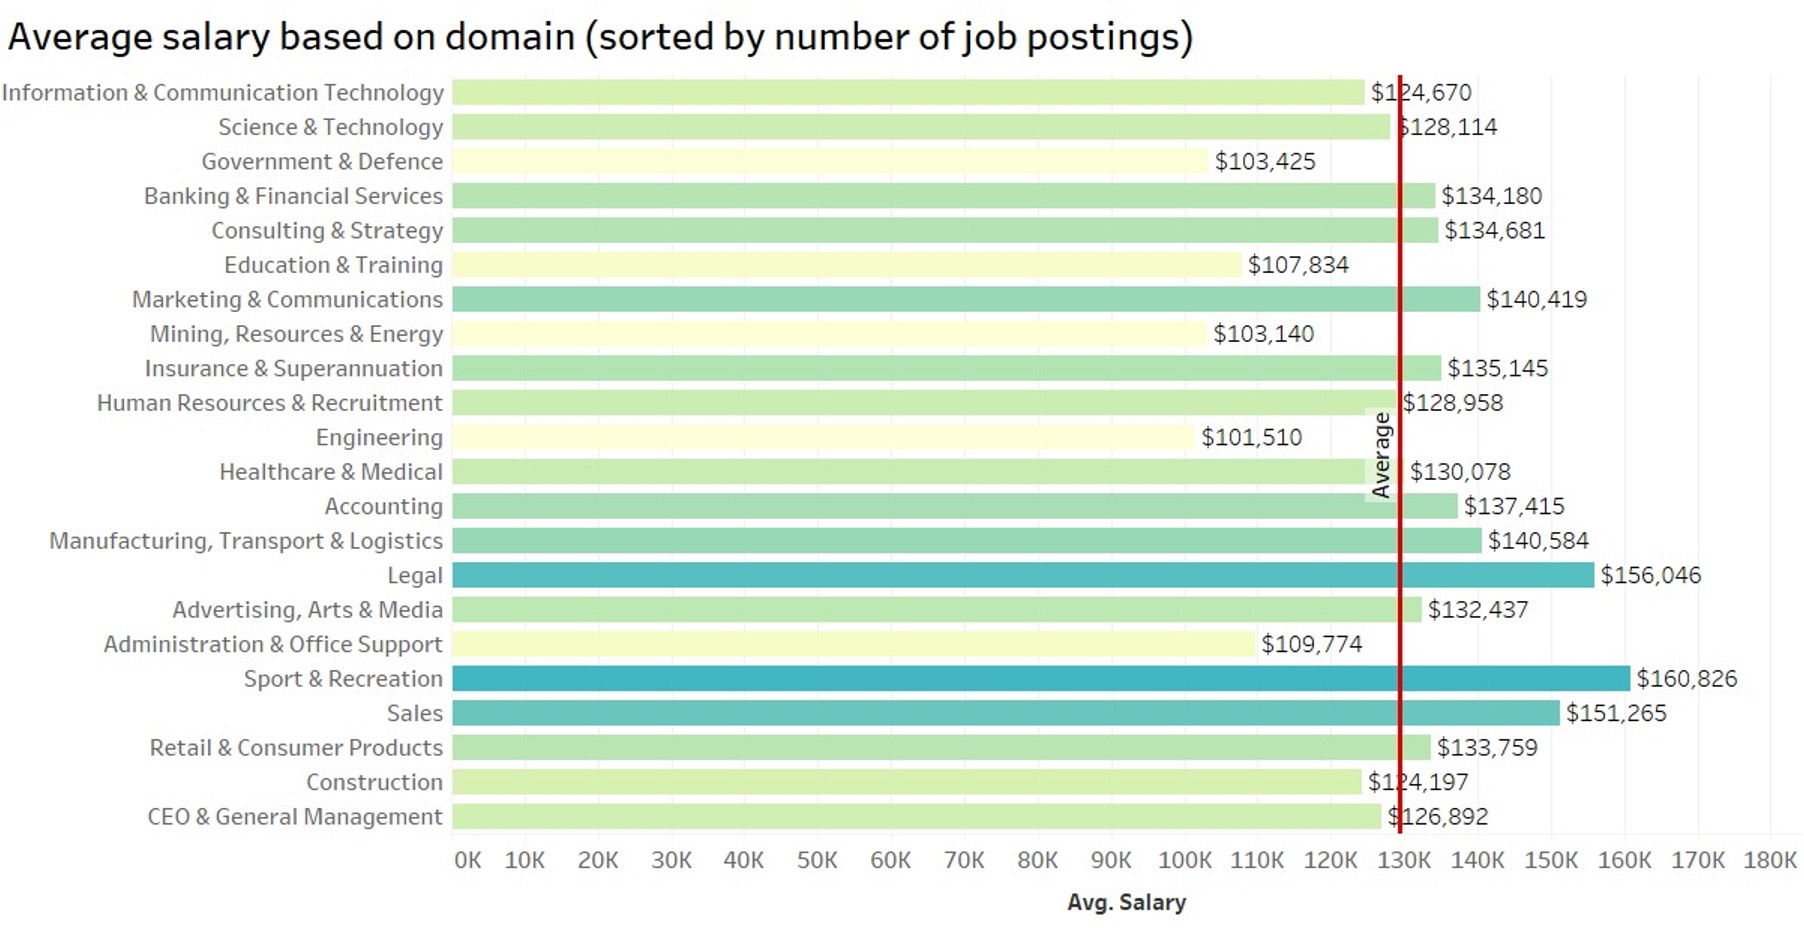 Average salary based on domain (sorted by number of job postings)
Information & Communication Technology $124,670
Science & Technology $128,114
Government & Defence $103,425
Banking & Financial Services $134,180
Consulting & Strategy $134,681
Education & Training $107,834
Marketing & Communications $140,419
Mining, Resources & Energy $103,140
Insurance & Superannuation $135,145
Human Resources & Recruitment $128,958
Engineering $101,510
Average
Healthcare & Medical $130,078
Accounting $137,415
Manufacturing, Transport & Logistics $140,584
Legal $156,046
Advertising, Arts & Media $132,437
Administration & Office Support $109,774
Sport & Recreation $160,826
Sales $151,265
Retail & Consumer Products $133,759
Construction $124,197
CEO & General Management $126,892
0K 10K 20K 30K 40K 50K 60K 70K 80K 90K 100K 110K 120K 130K 140K 150K 160K 170K 180K
Avg. Salary